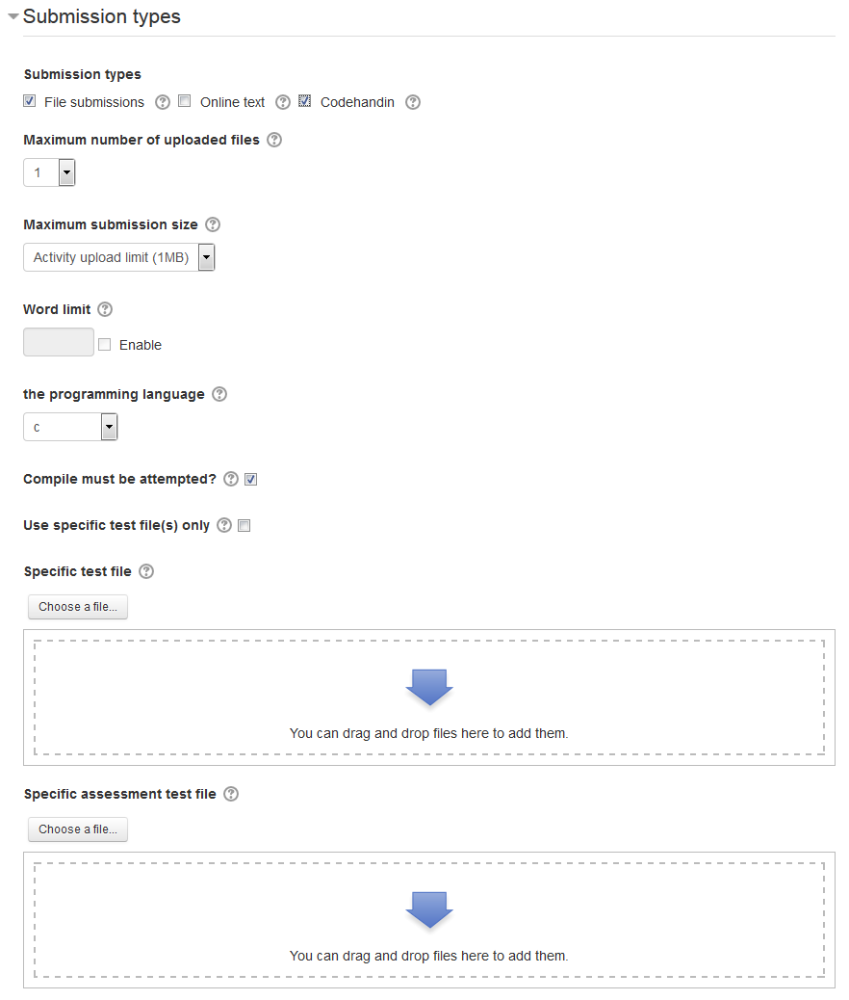 Submission types
Submission types
File submissions ? Online text ? Codehandin ?
Maximum number of uploaded files ?
1
Maximum submission size ?
Activity upload limit (1MB)
Word limit ?
Enable
the programming language ?
c
Compile must be attempted? ?
Use specific test file(s) only ?
Specific test file ?
Choose a file...
You can drag and drop files here to add them.
Specific assessment test file ?
Choose a file...
You can drag and drop files here to add them.